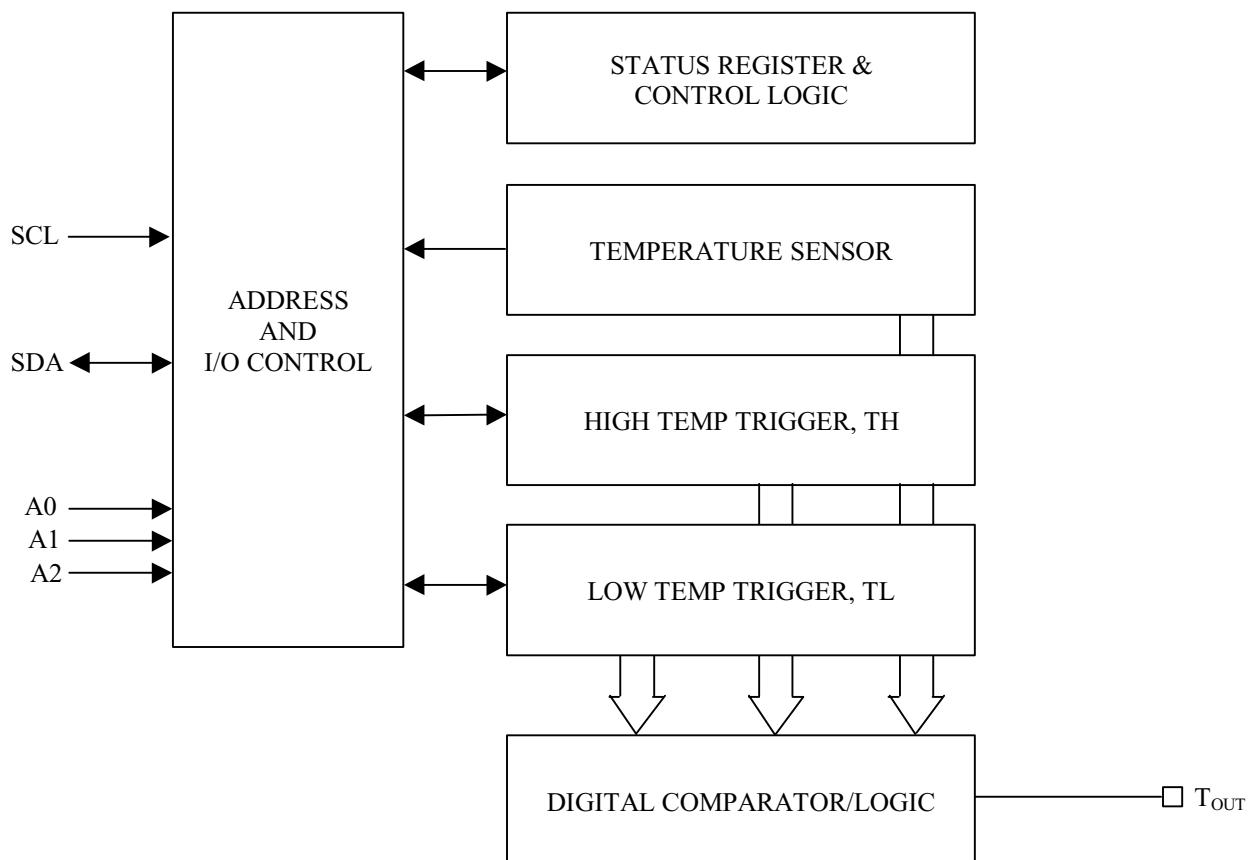 STATUS REGISTER &
CONTROL LOGIC
SCL
TEMPERATURE SENSOR
ADDRESS
AND
I/O CONTROL
SDA
HIGH TEMP TRIGGER, TH
A0
A1
A2
LOW TEMP TRIGGER, TL
DIGITAL COMPARATOR/LOGIC
TOUT